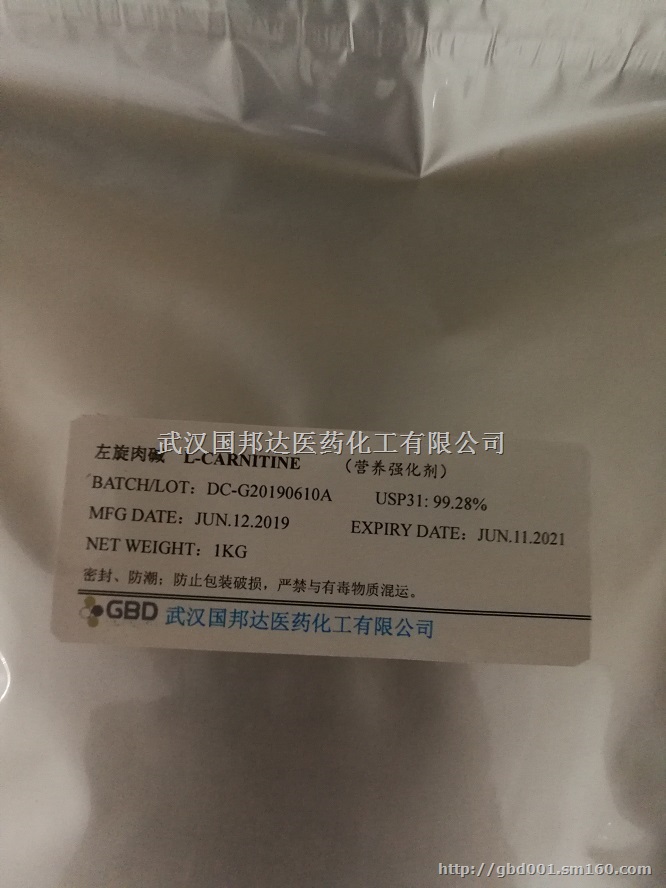 武汉国邦达医药化工有限公司
左旋肉碱 L-CARNITINE （营养强化剂）
BATCH/LOT：DC-G20190610A USP31: 99.28%
MFG DATE：JUN.12.2019 EXPIRY DATE：JUN.11.2021
NET WEIGHT：1KG
密封、防潮；防止包装破损，严禁与有毒物质混运。
GBD 武汉国邦达医药化工有限公司
http://gbd001.sm160.com